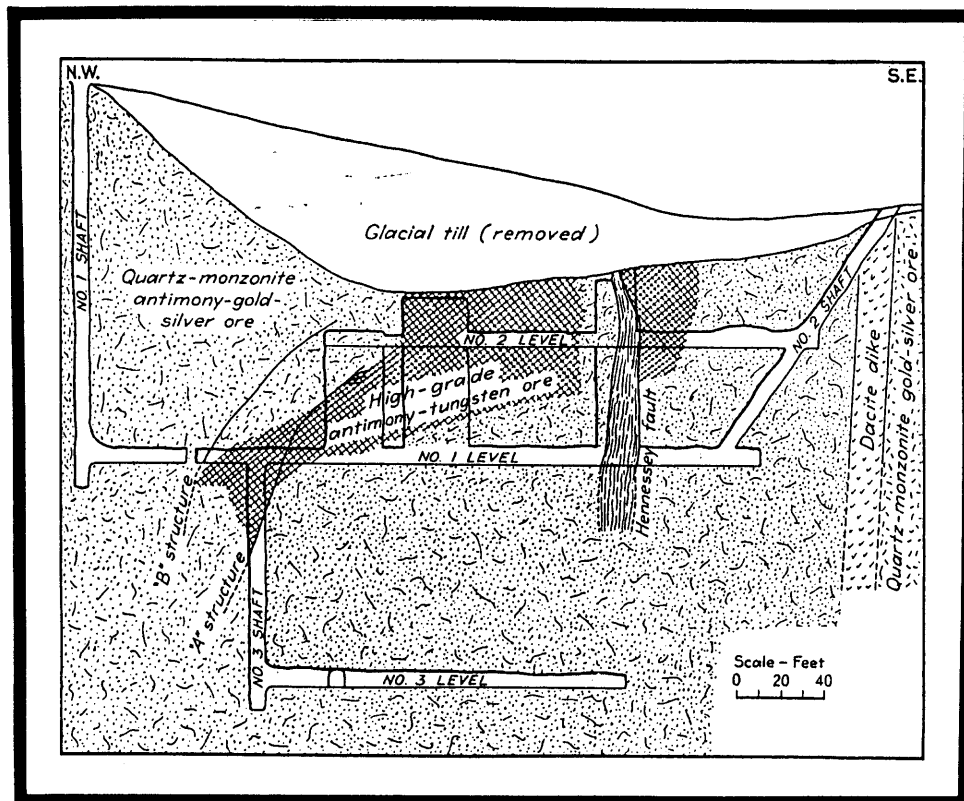 N.W.
S.E.
Glacial till (removed)
NO. 1 SHAFT
Quartz-monzonite
antimony-gold-
silver ore
NO. 2 SHAFT
NO. 2 LEVEL
High-grade
antimony-tungsten ore
Dacite dike
Quartz-monzonite gold-silver ore
NO. 1 LEVEL
Hennessey fault
"B" structure
"A" structure
NO. 3 SHAFT
NO. 3 LEVEL
Scale - Feet
0 20 40